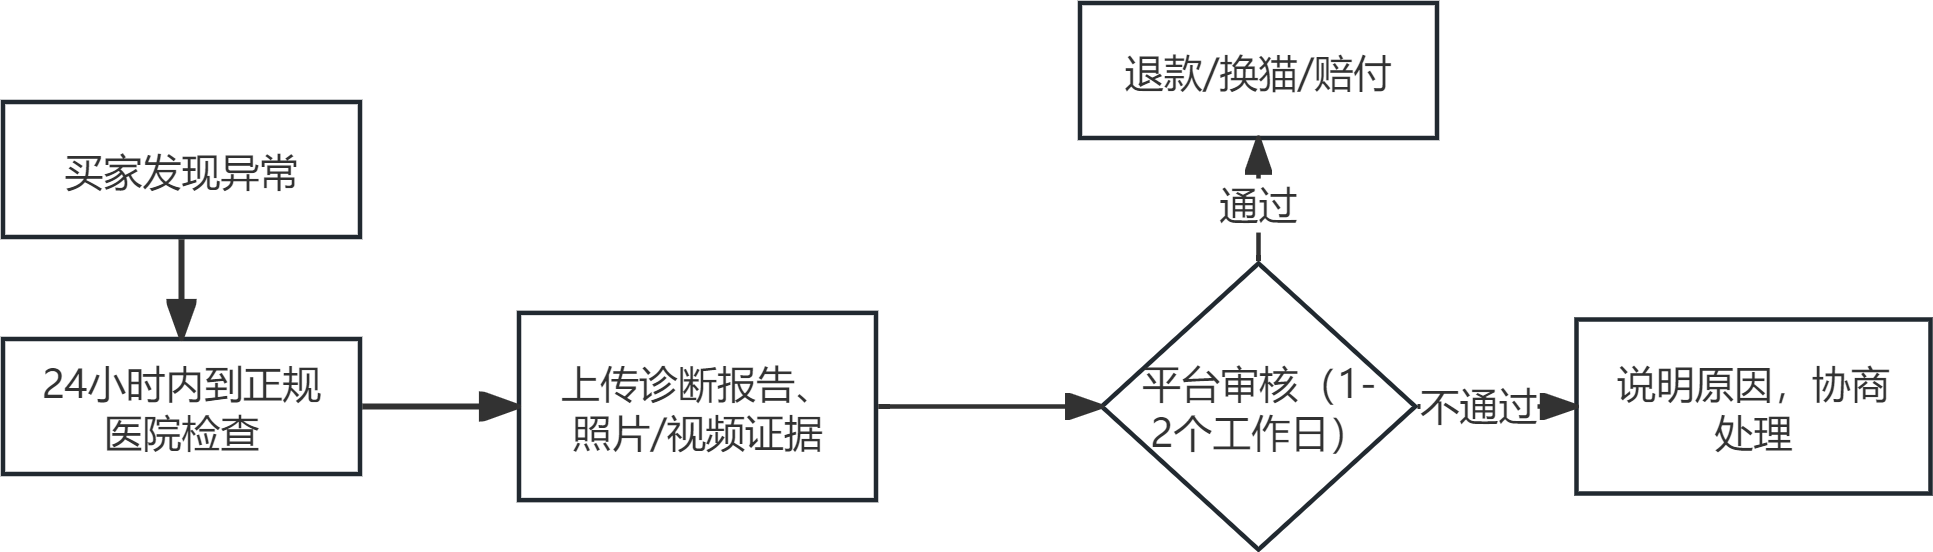 买家发现异常
24小时内到正规
医院检查
上传诊断报告、
照片/视频证据
平台审核（1-
2个工作日）
通过
退款/换猫/赔付
不通过
说明原因，协商
处理